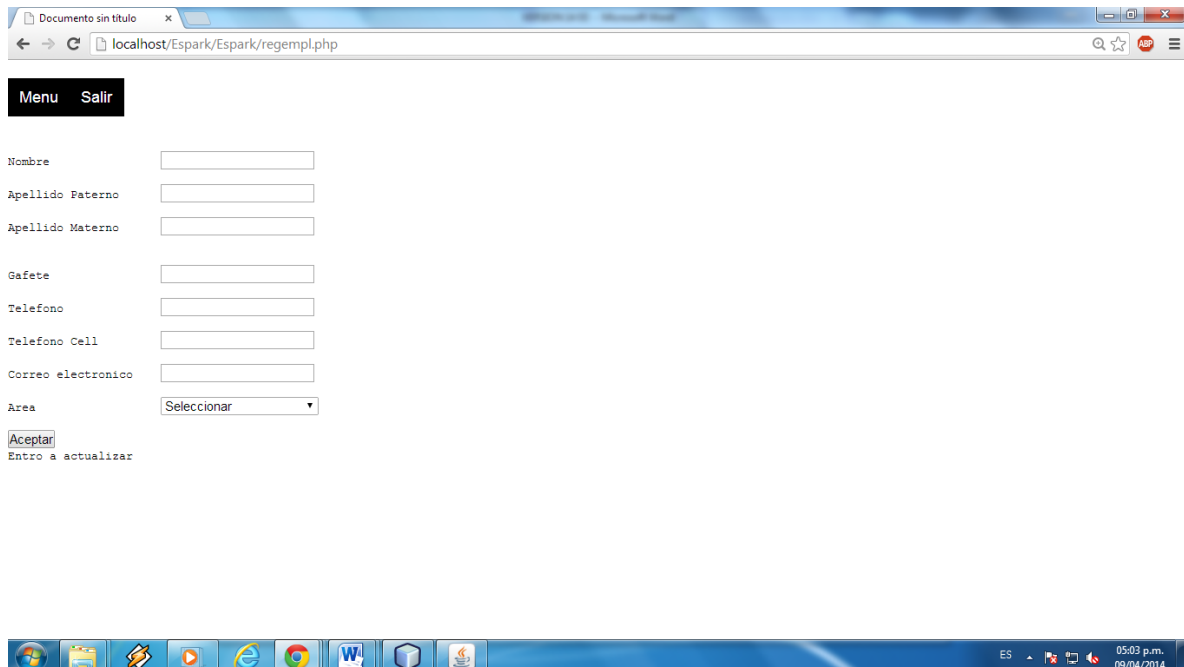 Documento sin título
localhost/Espark/Espark/regempl.php
ABP
Menu Salir
Nombre
Apellido Paterno
Apellido Materno
Gafete
Telefono
Telefono Cell
Correo electronico
Area Seleccionar
Aceptar
Entro a actualizar
W
ES
05:03 p.m.
09/04/2014